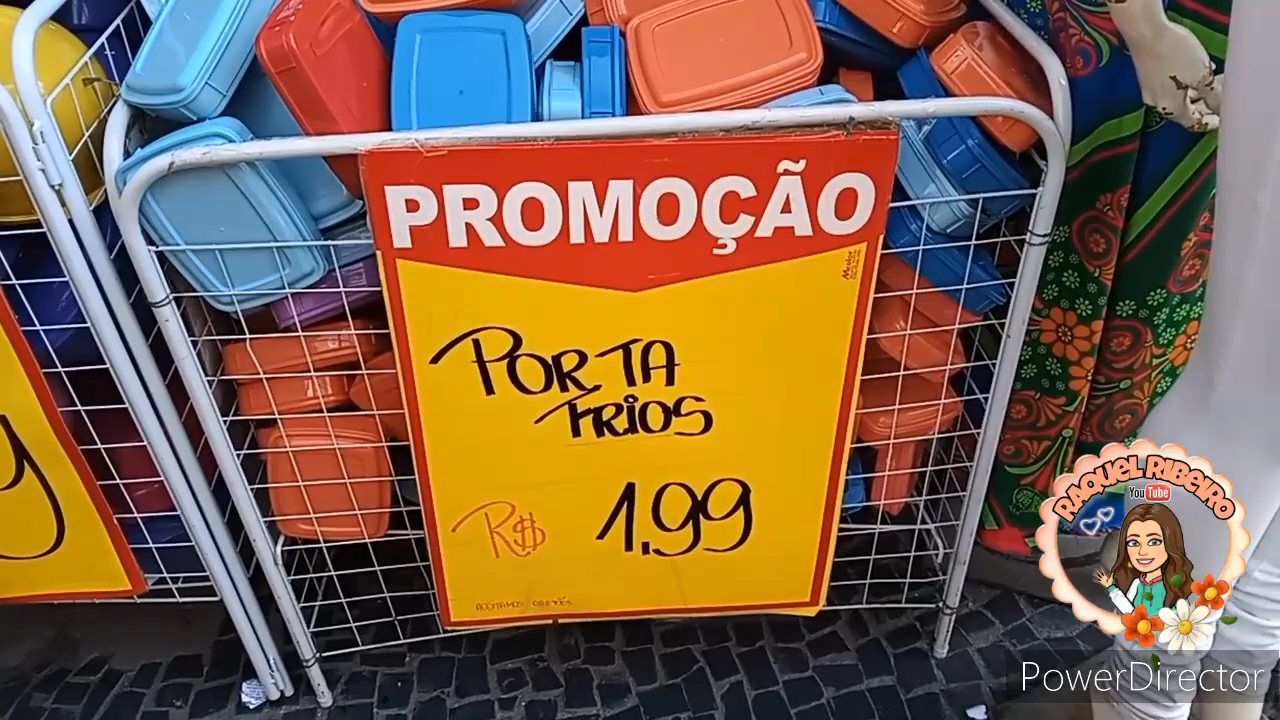 PROMOÇÃO
PORTA
FRIOS
R$ 1,99
RAQUEL RIBEIRO
YouTube
PowerDirector